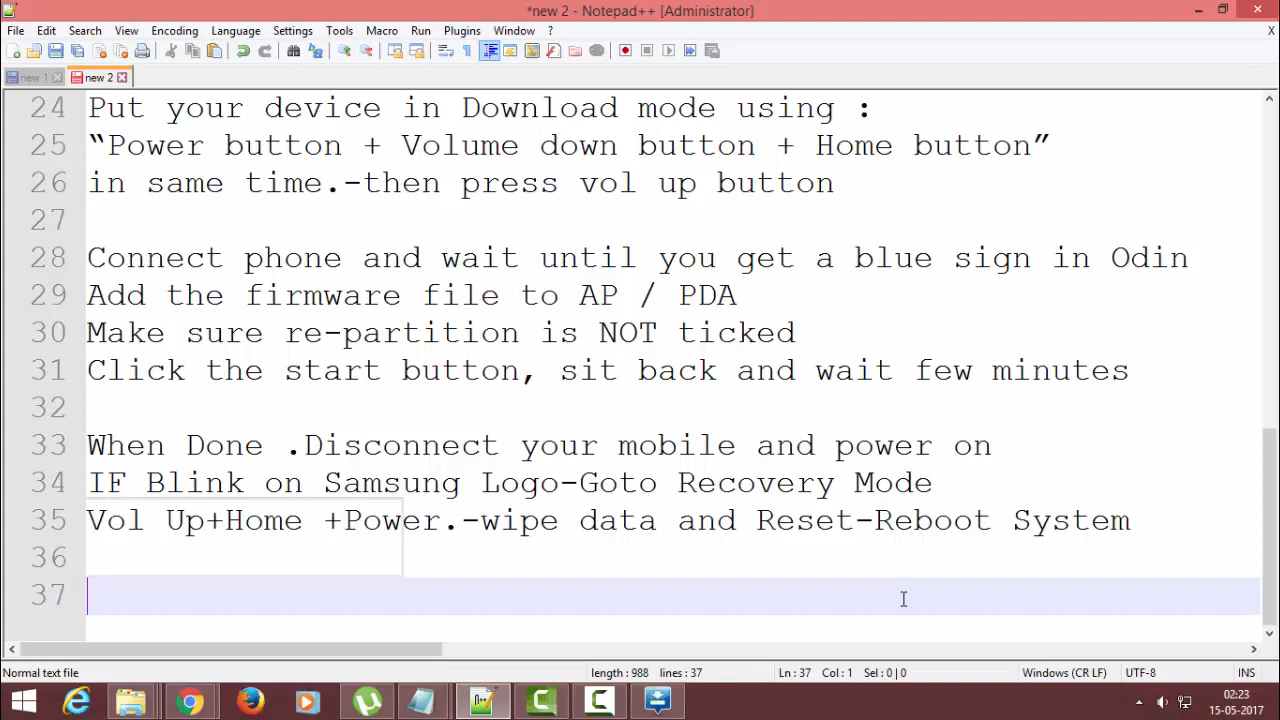 *new 2 - Notepad++ [Administrator]
File Edit Search View Encoding Language Settings Tools Macro Run Plugins Window ? X
new 1 new 2
24 Put your device in Download mode using :
25 “Power button + Volume down button + Home button”
26 in same time.-then press vol up button
27
28 Connect phone and wait until you get a blue sign in Odin
29 Add the firmware file to AP / PDA
30 Make sure re-partition is NOT ticked
31 Click the start button, sit back and wait few minutes
32
33 When Done .Disconnect your mobile and power on
34 IF Blink on Samsung Logo-Goto Recovery Mode
35 Vol Up+Home +Power.-wipe data and Reset-Reboot System
36
37
Normal text file length : 988 lines : 37 Ln : 37 Col : 1 Sel : 0 | 0 Windows (CR LF) UTF-8 INS
02:23
15-05-2017